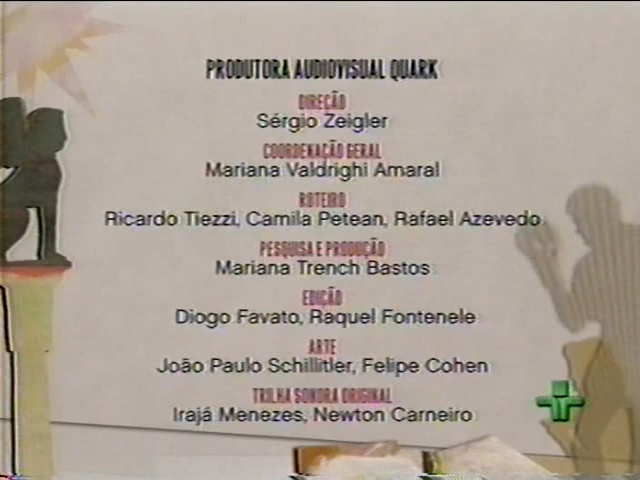 PRODUTORA AUDIOVISUAL QUARK
DIREÇÃO
Sérgio Zeigler
COORDENAÇÃO GERAL
Mariana Valdrighi Amaral
ROTEIRO
Ricardo Tiezzi, Camila Petean, Rafael Azevedo
PESQUISA E PRODUÇÃO
Mariana Trench Bastos
EDIÇÃO
Diogo Favato, Raquel Fontenele
ARTE
João Paulo Schillitler, Felipe Cohen
TRILHA SONORA ORIGINAL
Irajá Menezes, Newton Carneiro